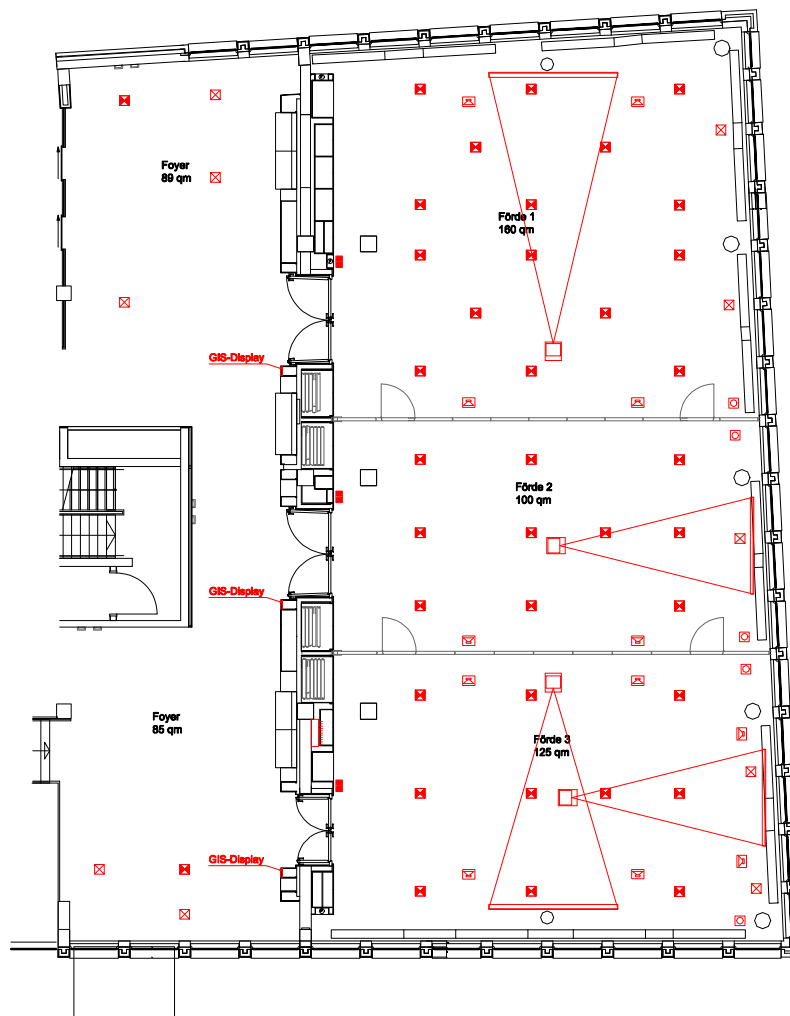 Foyer
89 qm
Förde 1
160 qm
GIS-Display
Förde 2
100 qm
GIS-Display
Foyer
85 qm
Förde 3
125 qm
GIS-Display